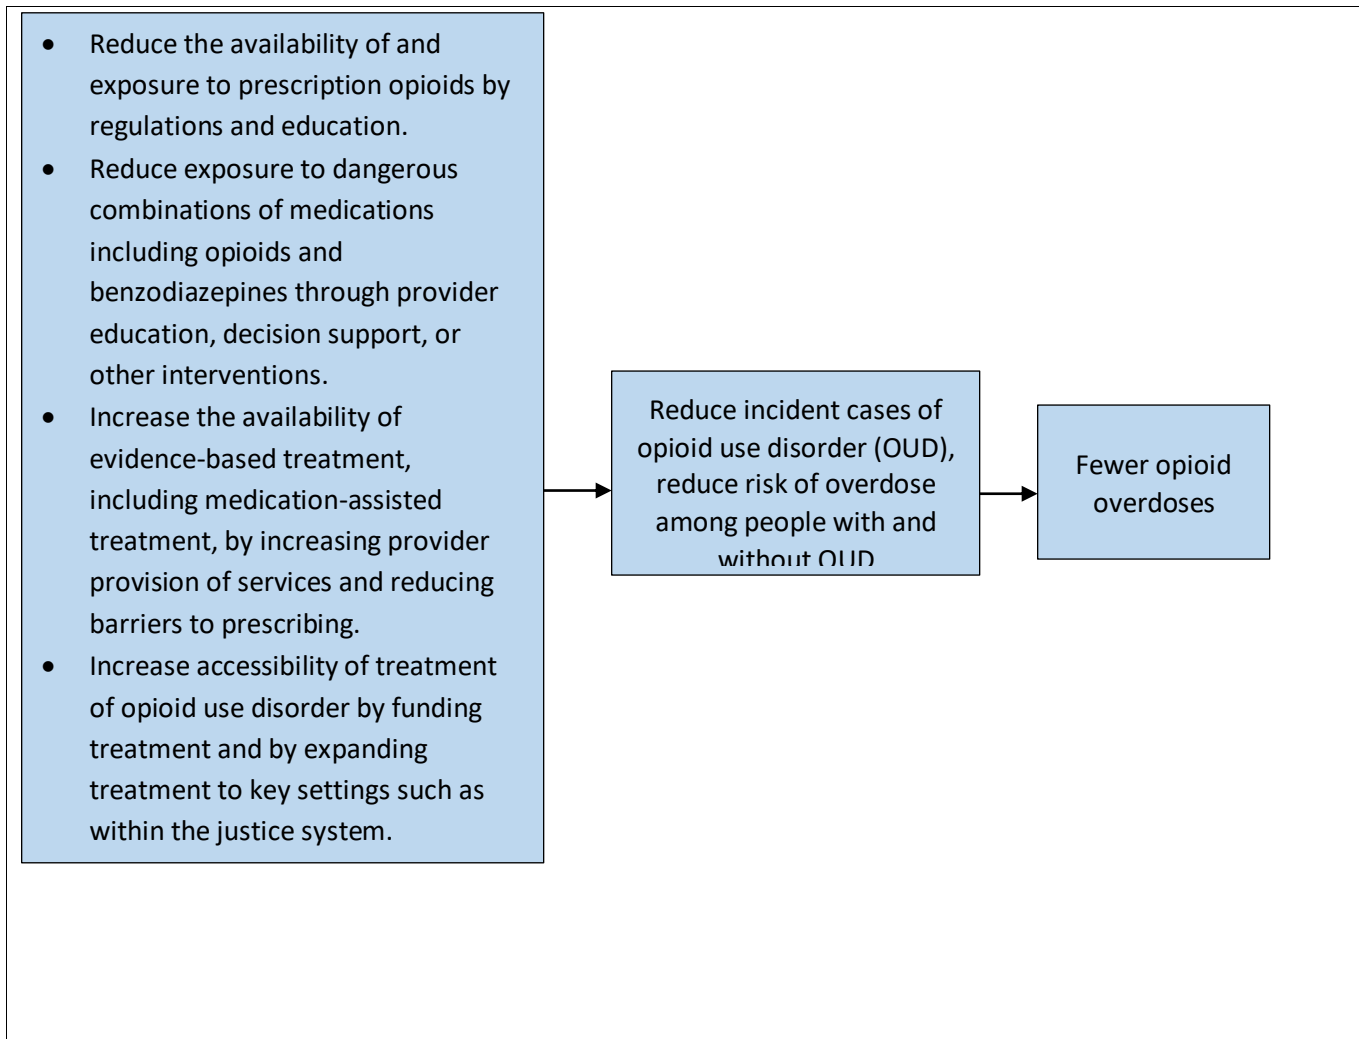 • Reduce the availability of and
exposure to prescription opioids by
regulations and education.
• Reduce exposure to dangerous
combinations of medications
including opioids and
benzodiazepines through provider
education, decision support, or
other interventions.
• Increase the availability of
evidence-based treatment,
including medication-assisted
treatment, by increasing provider
provision of services and reducing
barriers to prescribing.
• Increase accessibility of treatment
of opioid use disorder by funding
treatment and by expanding
treatment to key settings such as
within the justice system.
Reduce incident cases of
opioid use disorder (OUD),
reduce risk of overdose
among people with and
without OUD
Fewer opioid
overdoses